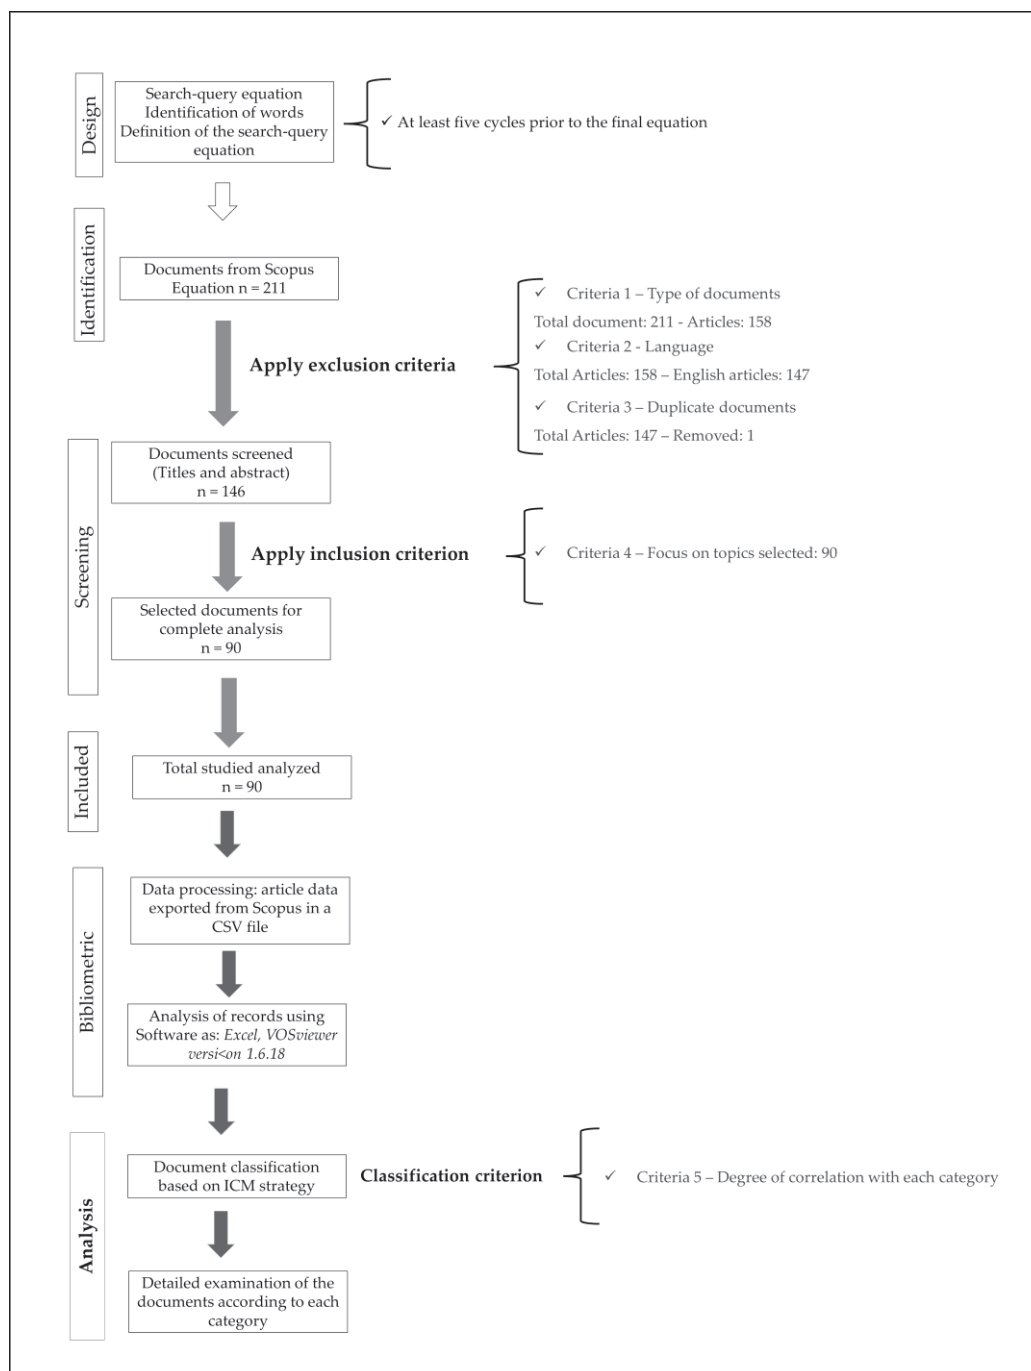 Design
Search-query equation
Identification of words
Definition of the search-query
equation
✓ At least five cycles prior to the final equation
Identification
Documents from Scopus
Equation n = 211
Apply exclusion criteria
✓ Criteria 1 – Type of documents
Total document: 211 - Articles: 158
✓ Criteria 2 - Language
Total Articles: 158 – English articles: 147
✓ Criteria 3 – Duplicate documents
Total Articles: 147 – Removed: 1
Screening
Documents screened
(Titles and abstract)
n = 146
Apply inclusion criterion
✓ Criteria 4 – Focus on topics selected: 90
Selected documents for
complete analysis
n = 90
Included
Total studied analyzed
n = 90
Bibliometric
Data processing: article data
exported from Scopus in a
CSV file
Analysis of records using
Software as: Excel, VOSviewer
versi<on 1.6.18
Analysis
Document classification
based on ICM strategy
Classification criterion
✓ Criteria 5 – Degree of correlation with each category
Detailed examination of the
documents according to each
category